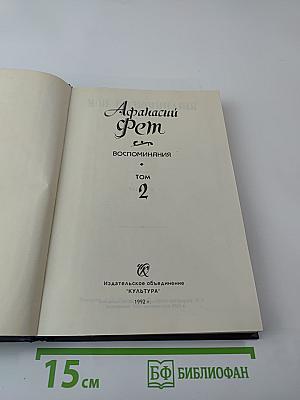 Афанасий
Фет
ВОСПОМИНАНИЯ
ТОМ
2
Издательское объединение
"КУЛЬТУРА"
1992 г.
15 см
БФ БИБЛИОФАН